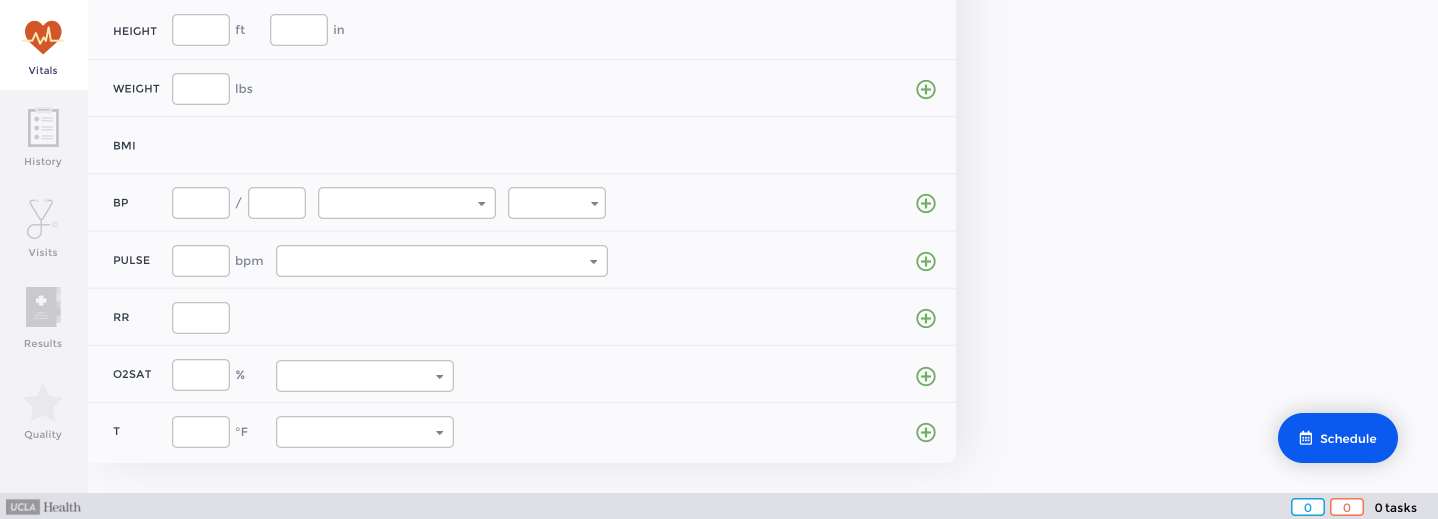 HEIGHT ft in
Vitals
WEIGHT lbs
BMI
History
BP /
Visits
PULSE bpm
RR
Results
O2SAT %
T °F
Quality
Schedule
UCLA Health 0 0 0 tasks